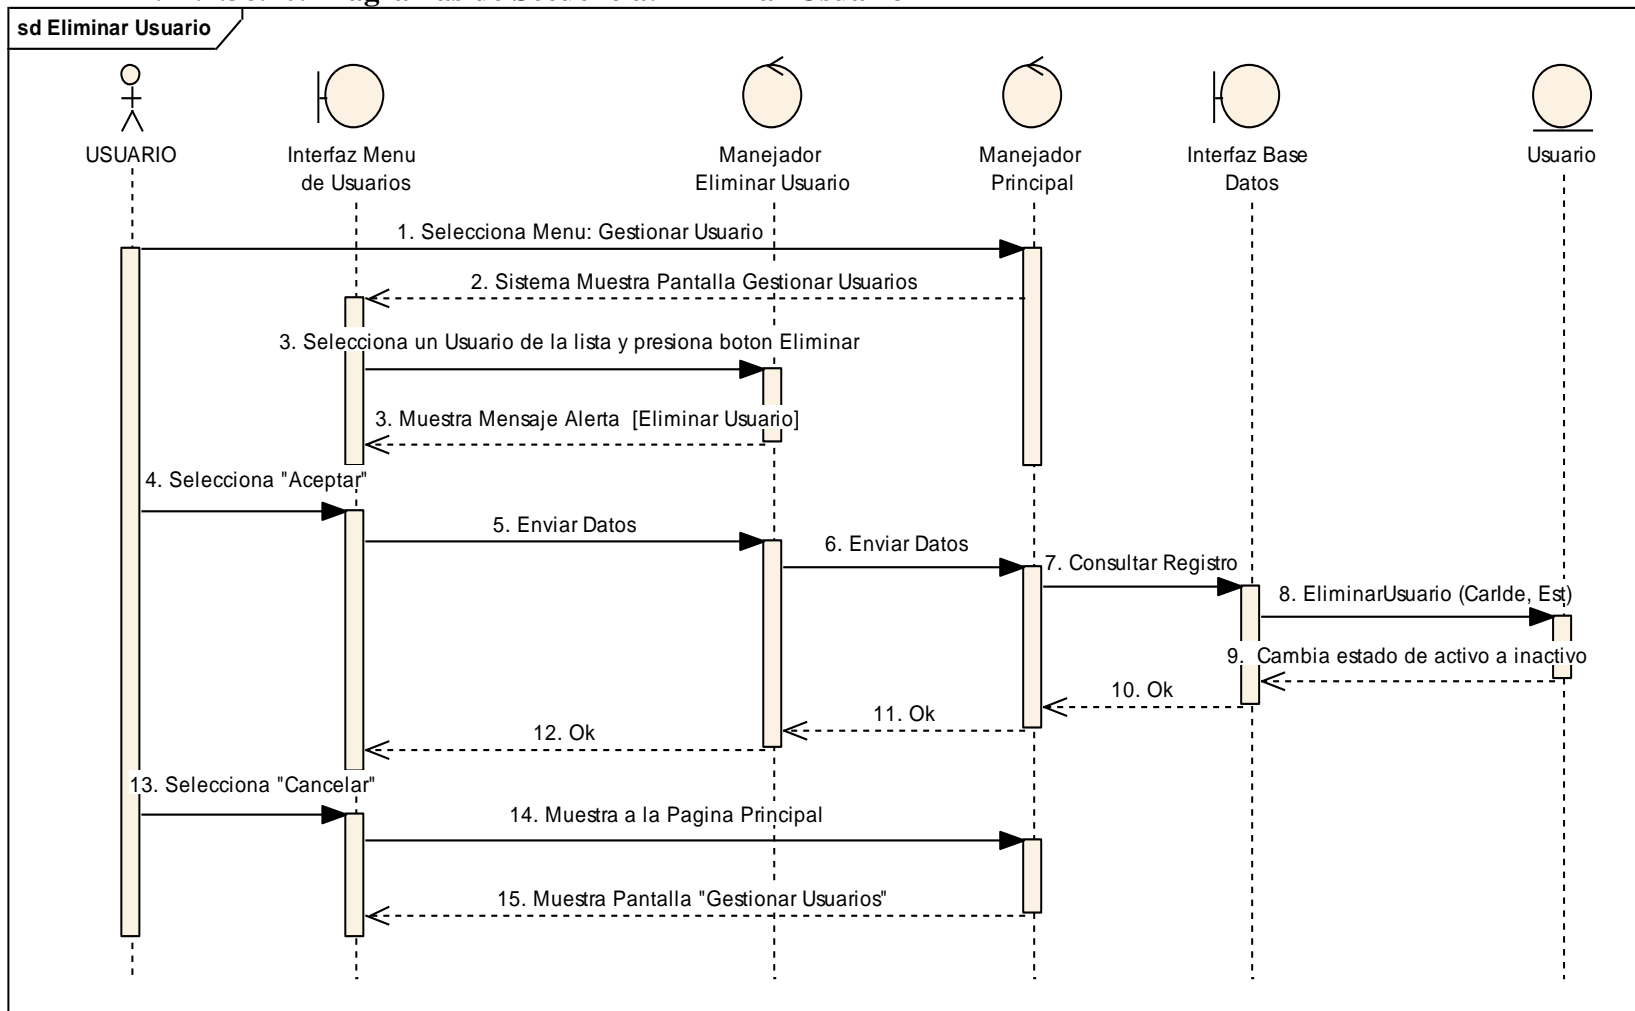 sd Eliminar Usuario
USUARIO
Interfaz Menu
de Usuarios
Manejador
Eliminar Usuario
Manejador
Principal
Interfaz Base
Datos
Usuario
1. Selecciona Menu: Gestionar Usuario
2. Sistema Muestra Pantalla Gestionar Usuarios
3. Selecciona un Usuario de la lista y presiona boton Eliminar
3. Muestra Mensaje Alerta  [Eliminar Usuario]
4. Selecciona "Aceptar"
5. Enviar Datos
6. Enviar Datos
7. Consultar Registro
8. EliminarUsuario (CarIde, Est)
9.  Cambia estado de activo a inactivo
10. Ok
11. Ok
12. Ok
13. Selecciona "Cancelar"
14. Muestra a la Pagina Principal
15. Muestra Pantalla "Gestionar Usuarios"